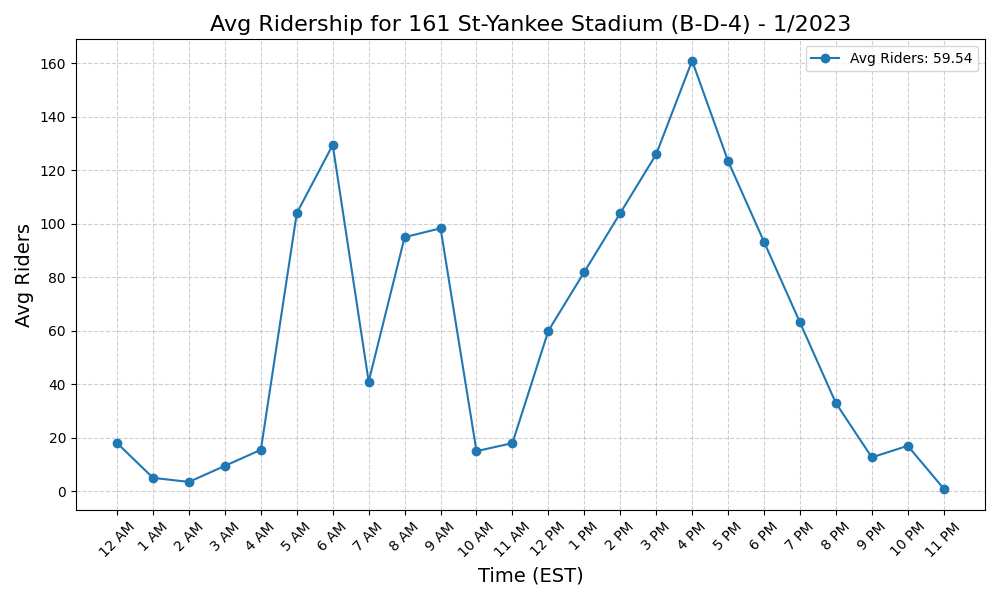 Avg Ridership for 161 St-Yankee Stadium (B-D-4) - 1/2023
Avg Riders: 59.54
Avg Riders
160
140
120
100
80
60
40
20
0
12 AM
1 AM
2 AM
3 AM
4 AM
5 AM
6 AM
7 AM
8 AM
9 AM
10 AM
11 AM
12 PM
1 PM
2 PM
3 PM
4 PM
5 PM
6 PM
7 PM
8 PM
9 PM
10 PM
11 PM
Time (EST)